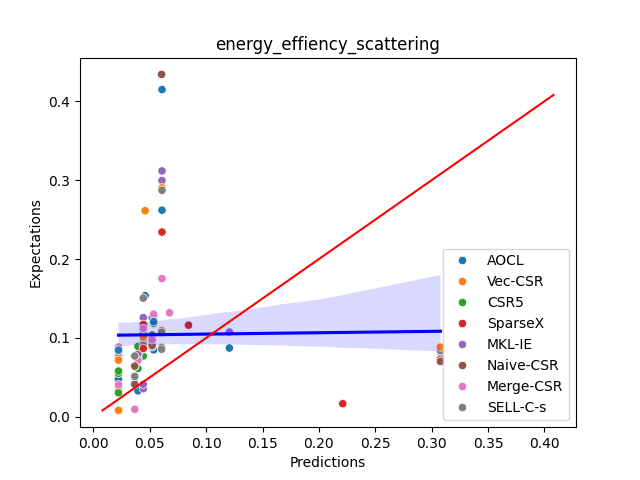 energy_effiency_scattering
0.4
0.3
0.2
0.1
0.0
Expectations
AOCL
Vec-CSR
CSR5
SparseX
MKL-IE
Naive-CSR
Merge-CSR
SELL-C-s
0.00 0.05 0.10 0.15 0.20 0.25 0.30 0.35 0.40
Predictions